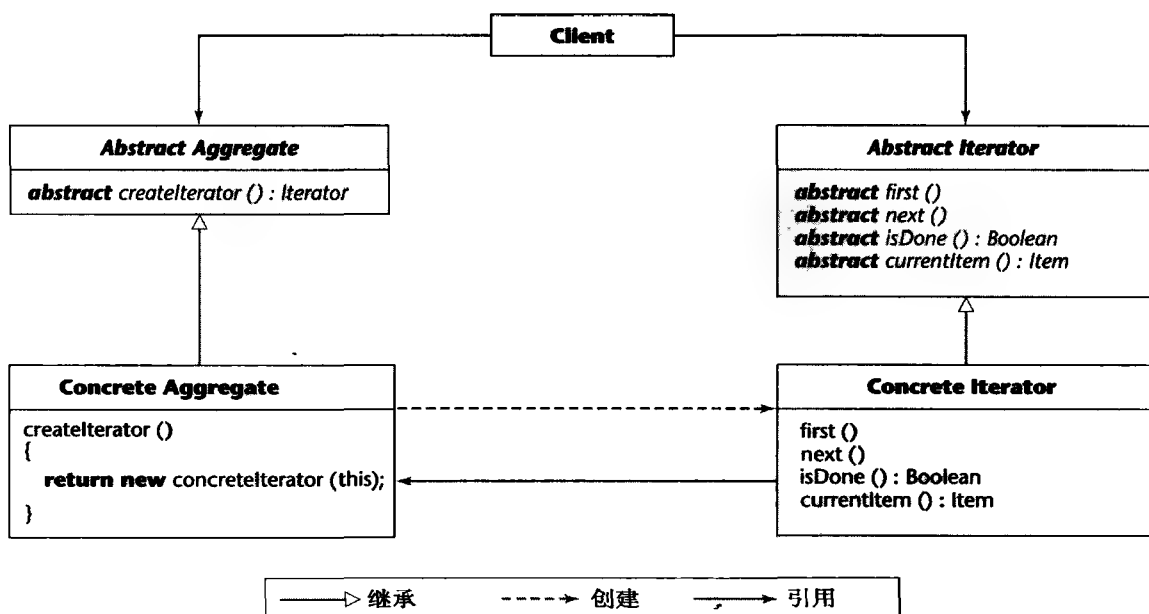 Client
Abstract Aggregate
abstract createIterator () : Iterator
Abstract Iterator
abstract first ()
abstract next ()
abstract isDone () : Boolean
abstract currentItem () : Item
Concrete Aggregate
createIterator ()
{
return new concreteIterator (this);
}
Concrete Iterator
first ()
next ()
isDone () : Boolean
currentItem () : Item
继承
创建
引用